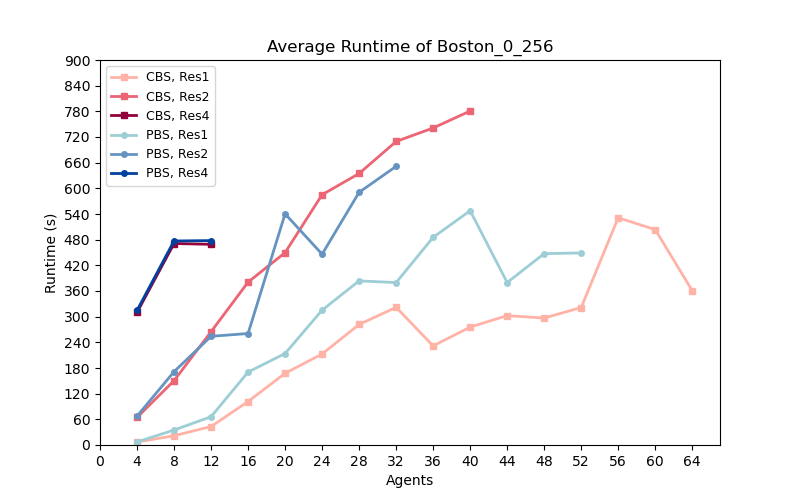 Average Runtime of Boston_0_256
900
840
780
720
660
600
540
480
420
360
300
240
180
120
60
0
Runtime (s)
CBS, Res1
CBS, Res2
CBS, Res4
PBS, Res1
PBS, Res2
PBS, Res4
0 4 8 12 16 20 24 28 32 36 40 44 48 52 56 60 64
Agents